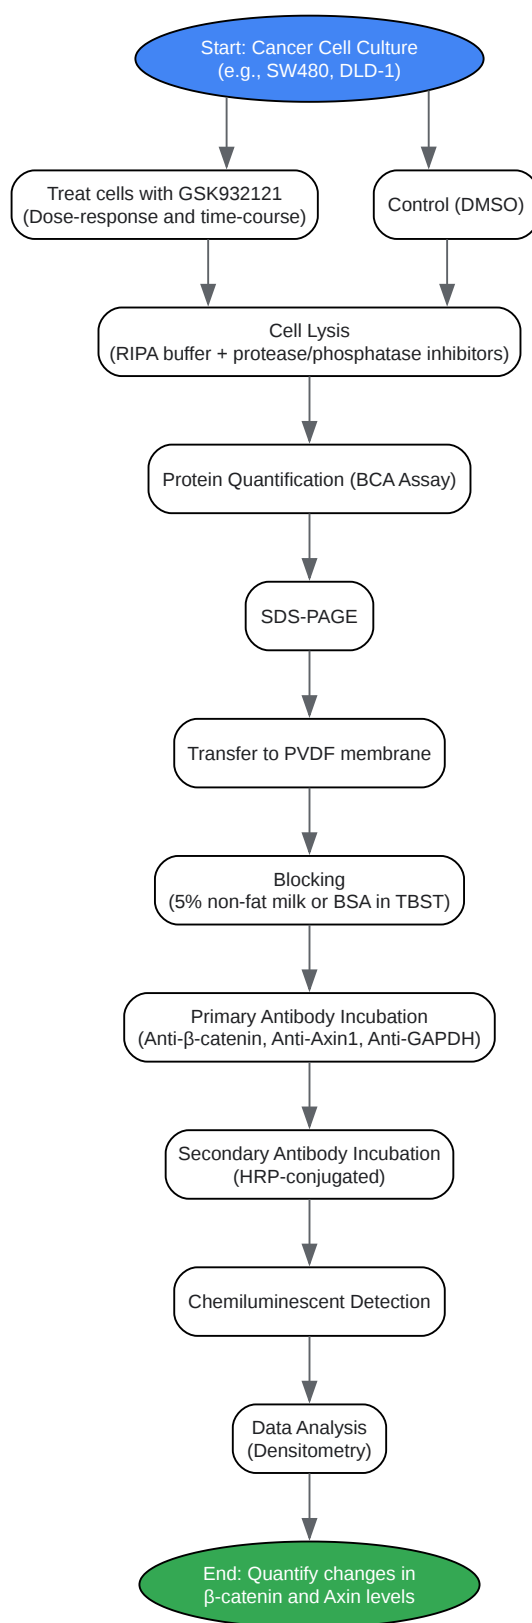 Start: Cancer Cell Culture
(e.g., SW480, DLD-1)
Treat cells with GSK932121
(Dose-response and time-course)
Control (DMSO)
Cell Lysis
(RIPA buffer + protease/phosphatase inhibitors)
Protein Quantification (BCA Assay)
SDS-PAGE
Transfer to PVDF membrane
Blocking
(5% non-fat milk or BSA in TBST)
Primary Antibody Incubation
(Anti-β-catenin, Anti-Axin1, Anti-GAPDH)
Secondary Antibody Incubation
(HRP-conjugated)
Chemiluminescent Detection
Data Analysis
(Densitometry)
End: Quantify changes in
β-catenin and Axin levels